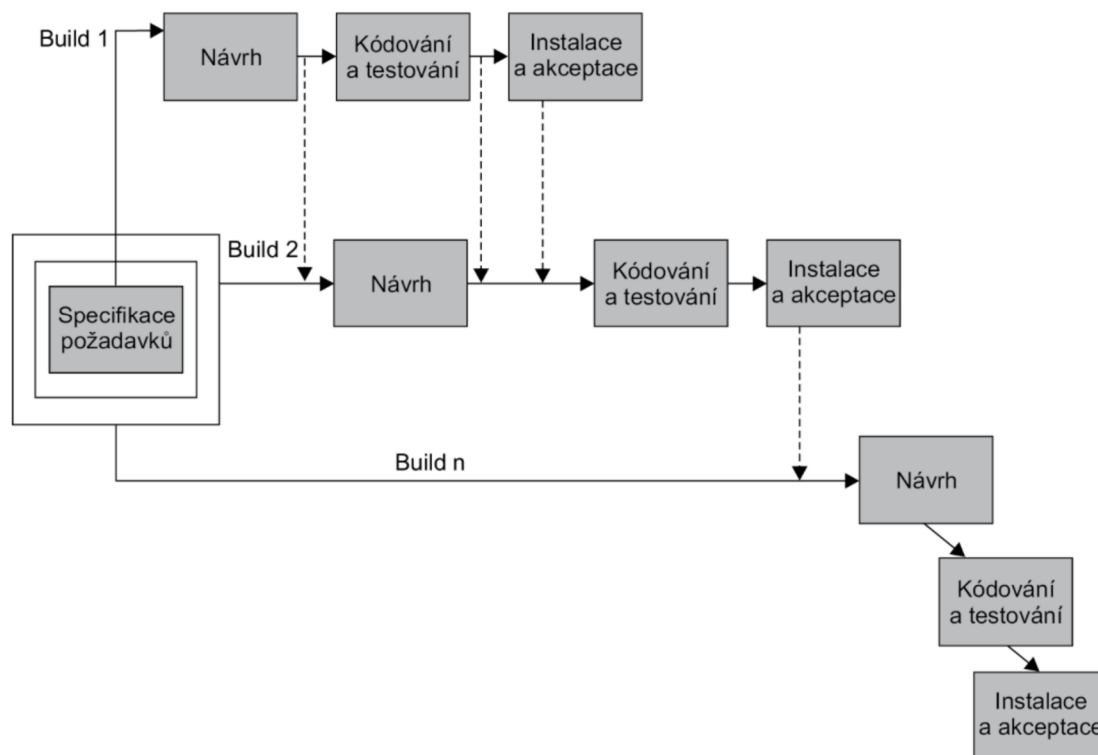 Build 1
Návrh
Kódování
a testování
Instalace
a akceptace
Build 2
Návrh
Kódování
a testování
Instalace
a akceptace
Specifikace
požadavků
Build n
Návrh
Kódování
a testování
Instalace
a akceptace